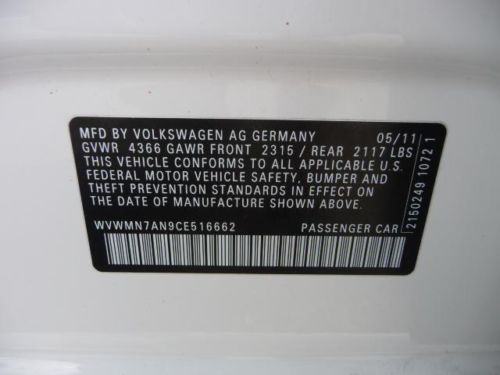 MFD BY VOLKSWAGEN AG GERMANY 05/11
GVWR 4366 GAWR FRONT 2315 / REAR 2117 LBS
THIS VEHICLE CONFORMS TO ALL APPLICABLE
FEDERAL MOTOR VEHICLE SAFETY, BUMPER AND
THEFT PREVENTION STANDARDS IN EFFECT ON
THE DATE OF MANUFACTURE SHOWN ABOVE.
WVWMN7AN9CE516662 PASSENGER CAR
2150249 1072 1